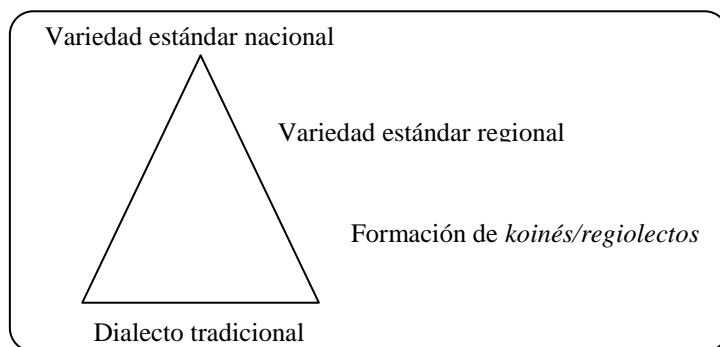 Variedad estándar nacional
Variedad estándar regional
Formación de koinés/regiolectos
Dialecto tradicional